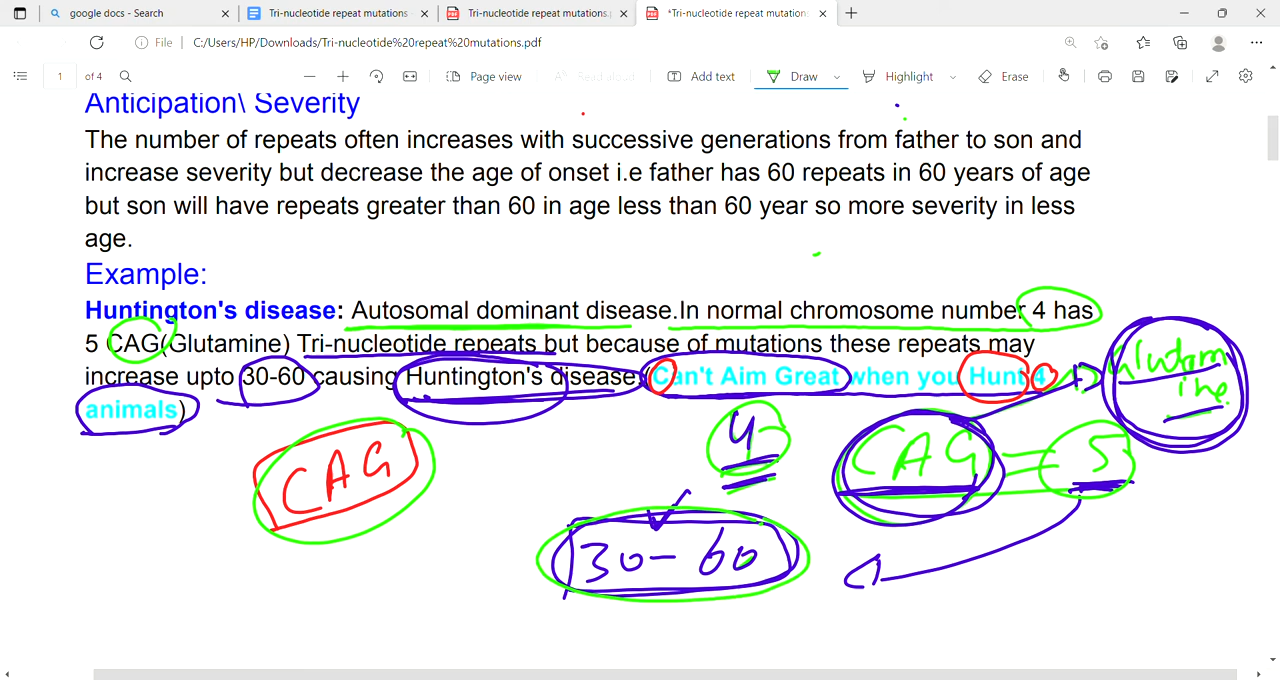 google docs - Search
Tri-nucleotide repeat mutations
Tri-nucleotide repeat mutations.
*Tri-nucleotide repeat mutation
File
C:/Users/HP/Downloads/Tri-nucleotide%20repeat%20mutations.pdf
1 of 4
Page view
Read aloud
Add text
Draw
Highlight
Erase
Anticipation\ Severity
The number of repeats often increases with successive generations from father to son and
increase severity but decrease the age of onset i.e father has 60 repeats in 60 years of age
but son will have repeats greater than 60 in age less than 60 year so more severity in less
age.
Example:
Huntington's disease: Autosomal dominant disease.In normal chromosome number 4 has
5 CAG(Glutamine) Tri-nucleotide repeats but because of mutations these repeats may
increase upto 30-60 causing Huntington's disease.(Can't Aim Great when you Hunt 4
animals)
Glutam
ine
CAG
4
CAG = 5
30-60